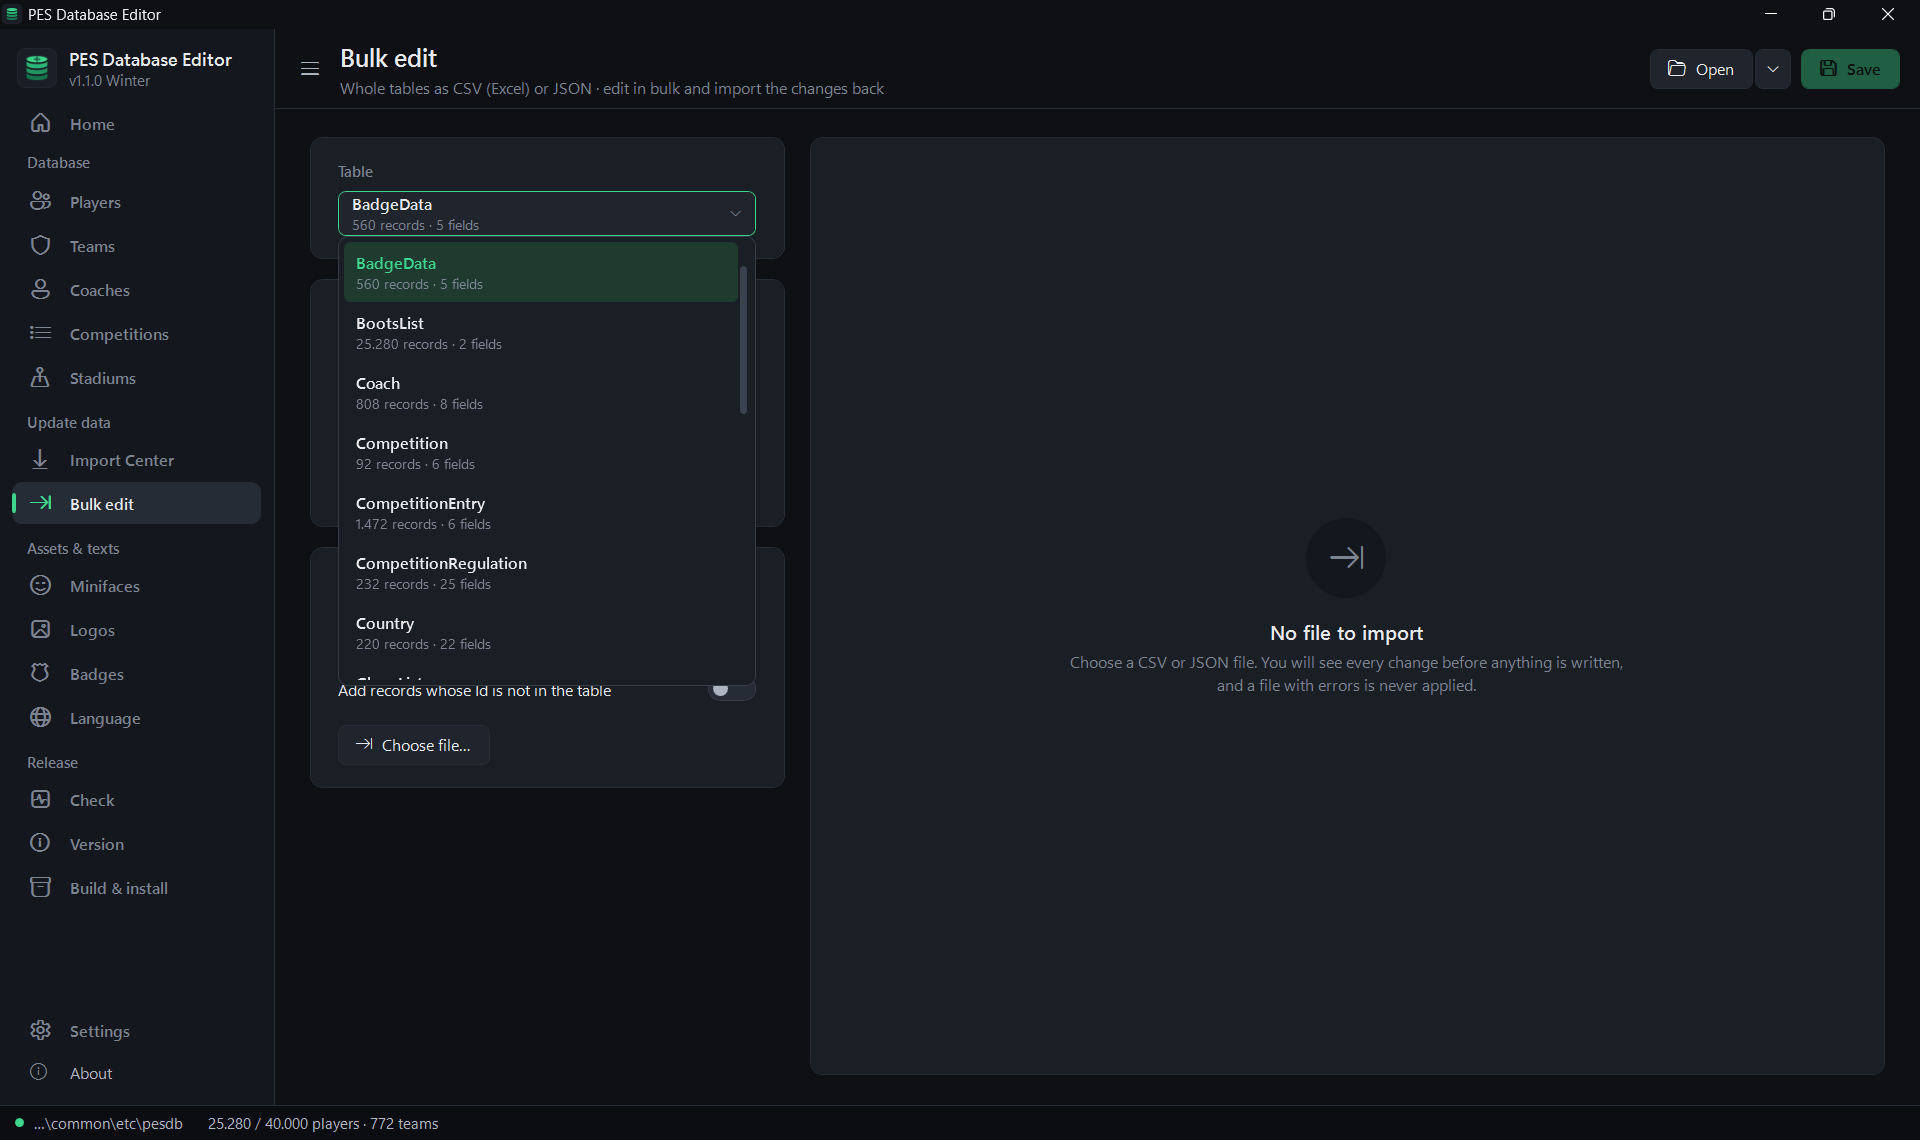 PES Database Editor
PES Database Editor
v1.1.0 Winter
Home
Database
Players
Teams
Coaches
Competitions
Stadiums
Update data
Import Center
Bulk edit
Assets & texts
Minifaces
Logos
Badges
Language
Release
Check
Version
Build & install
Settings
About
Bulk edit
Whole tables as CSV (Excel) or JSON · edit in bulk and import the changes back
Open
Save
Table
BadgeData
560 records · 5 fields
BadgeData
560 records · 5 fields
BootsList
25.280 records · 2 fields
Coach
808 records · 8 fields
Competition
92 records · 6 fields
CompetitionEntry
1.472 records · 6 fields
CompetitionRegulation
232 records · 25 fields
Country
220 records · 22 fields
Add records whose Id is not in the table
Choose file...
No file to import
Choose a CSV or JSON file. You will see every change before anything is written,
and a file with errors is never applied.
...\common\etc\pesdb
25.280 / 40.000 players · 772 teams